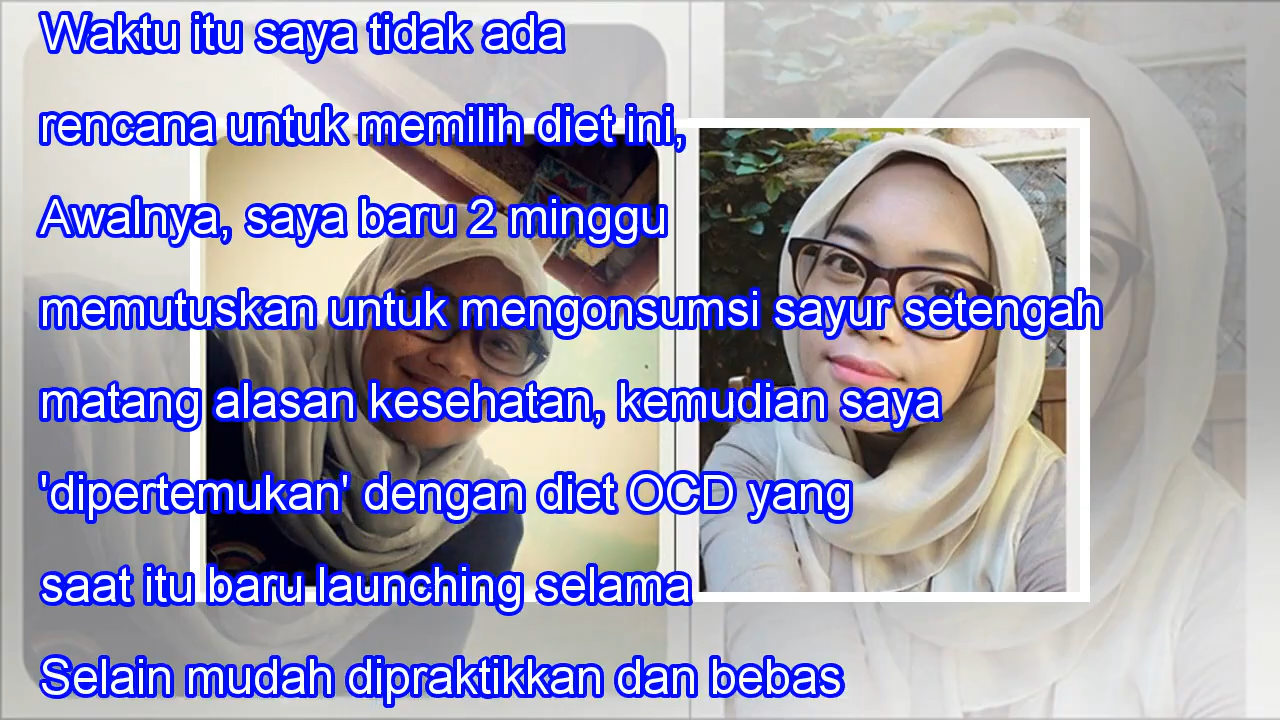 Waktu itu saya tidak ada
rencana untuk memilih diet ini,
Awalnya, saya baru 2 minggu
memutuskan untuk mengonsumsi sayur setengah
matang alasan kesehatan, kemudian saya
'dipertemukan' dengan diet OCD yang
saat itu baru launching selama
Selain mudah dipraktikkan dan bebas